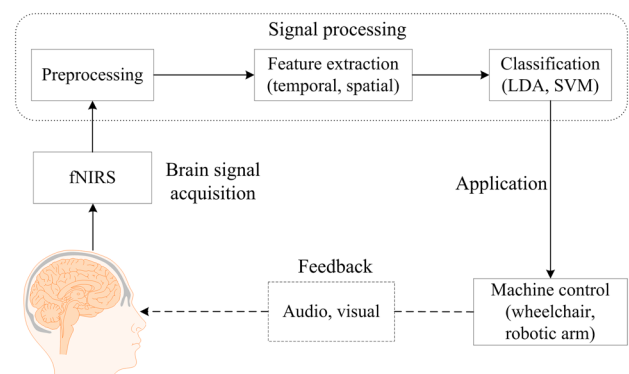 Signal processing
Preprocessing
Feature extraction
(temporal, spatial)
Classification
(LDA, SVM)
fNIRS
Brain signal
acquisition
Application
Feedback
Audio, visual
Machine control
(wheelchair,
robotic arm)